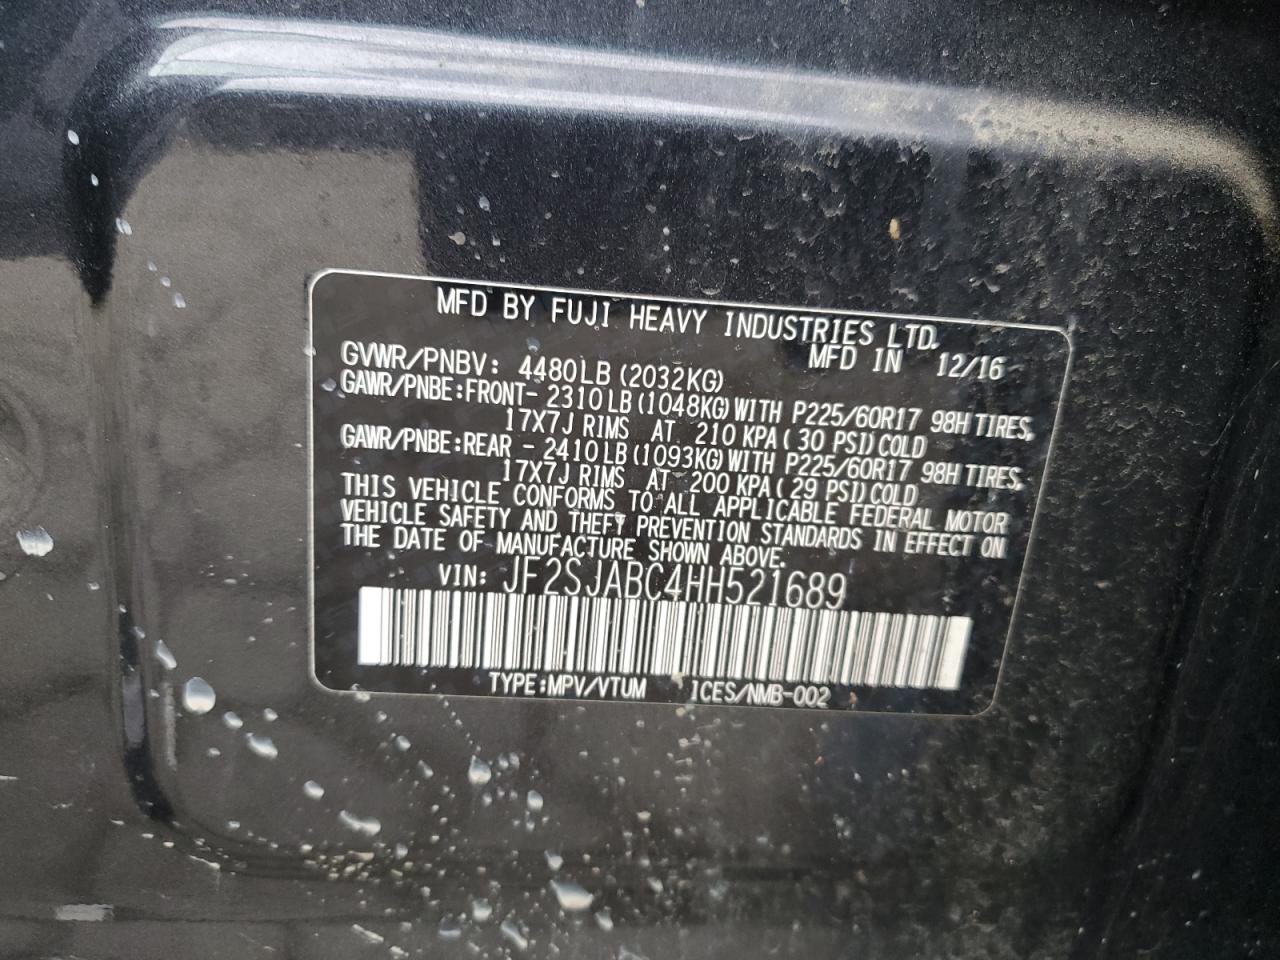 MFD BY FUJI HEAVY INDUSTRIES LTD.
MFD IN 12/16
GVWR/PNBV: 4480LB (2032KG)
GAWR/PNBE:FRONT- 2310LB (1048KG) WITH P225/60R17 98H TIRES,
17X7J RIMS AT 210 KPA ( 30 PSI) COLD
GAWR/PNBE:REAR - 2410LB (1093KG) WITH P225/60R17 98H TIRES,
17X7J RIMS AT 200 KPA ( 29 PSI) COLD
THIS VEHICLE CONFORMS TO ALL APPLICABLE FEDERAL MOTOR
VEHICLE SAFETY AND THEFT PREVENTION STANDARDS IN EFFECT ON
THE DATE OF MANUFACTURE SHOWN ABOVE.
VIN: JF2SJABC4HH521689
TYPE:MPV/VTUM ICES/NMB-002